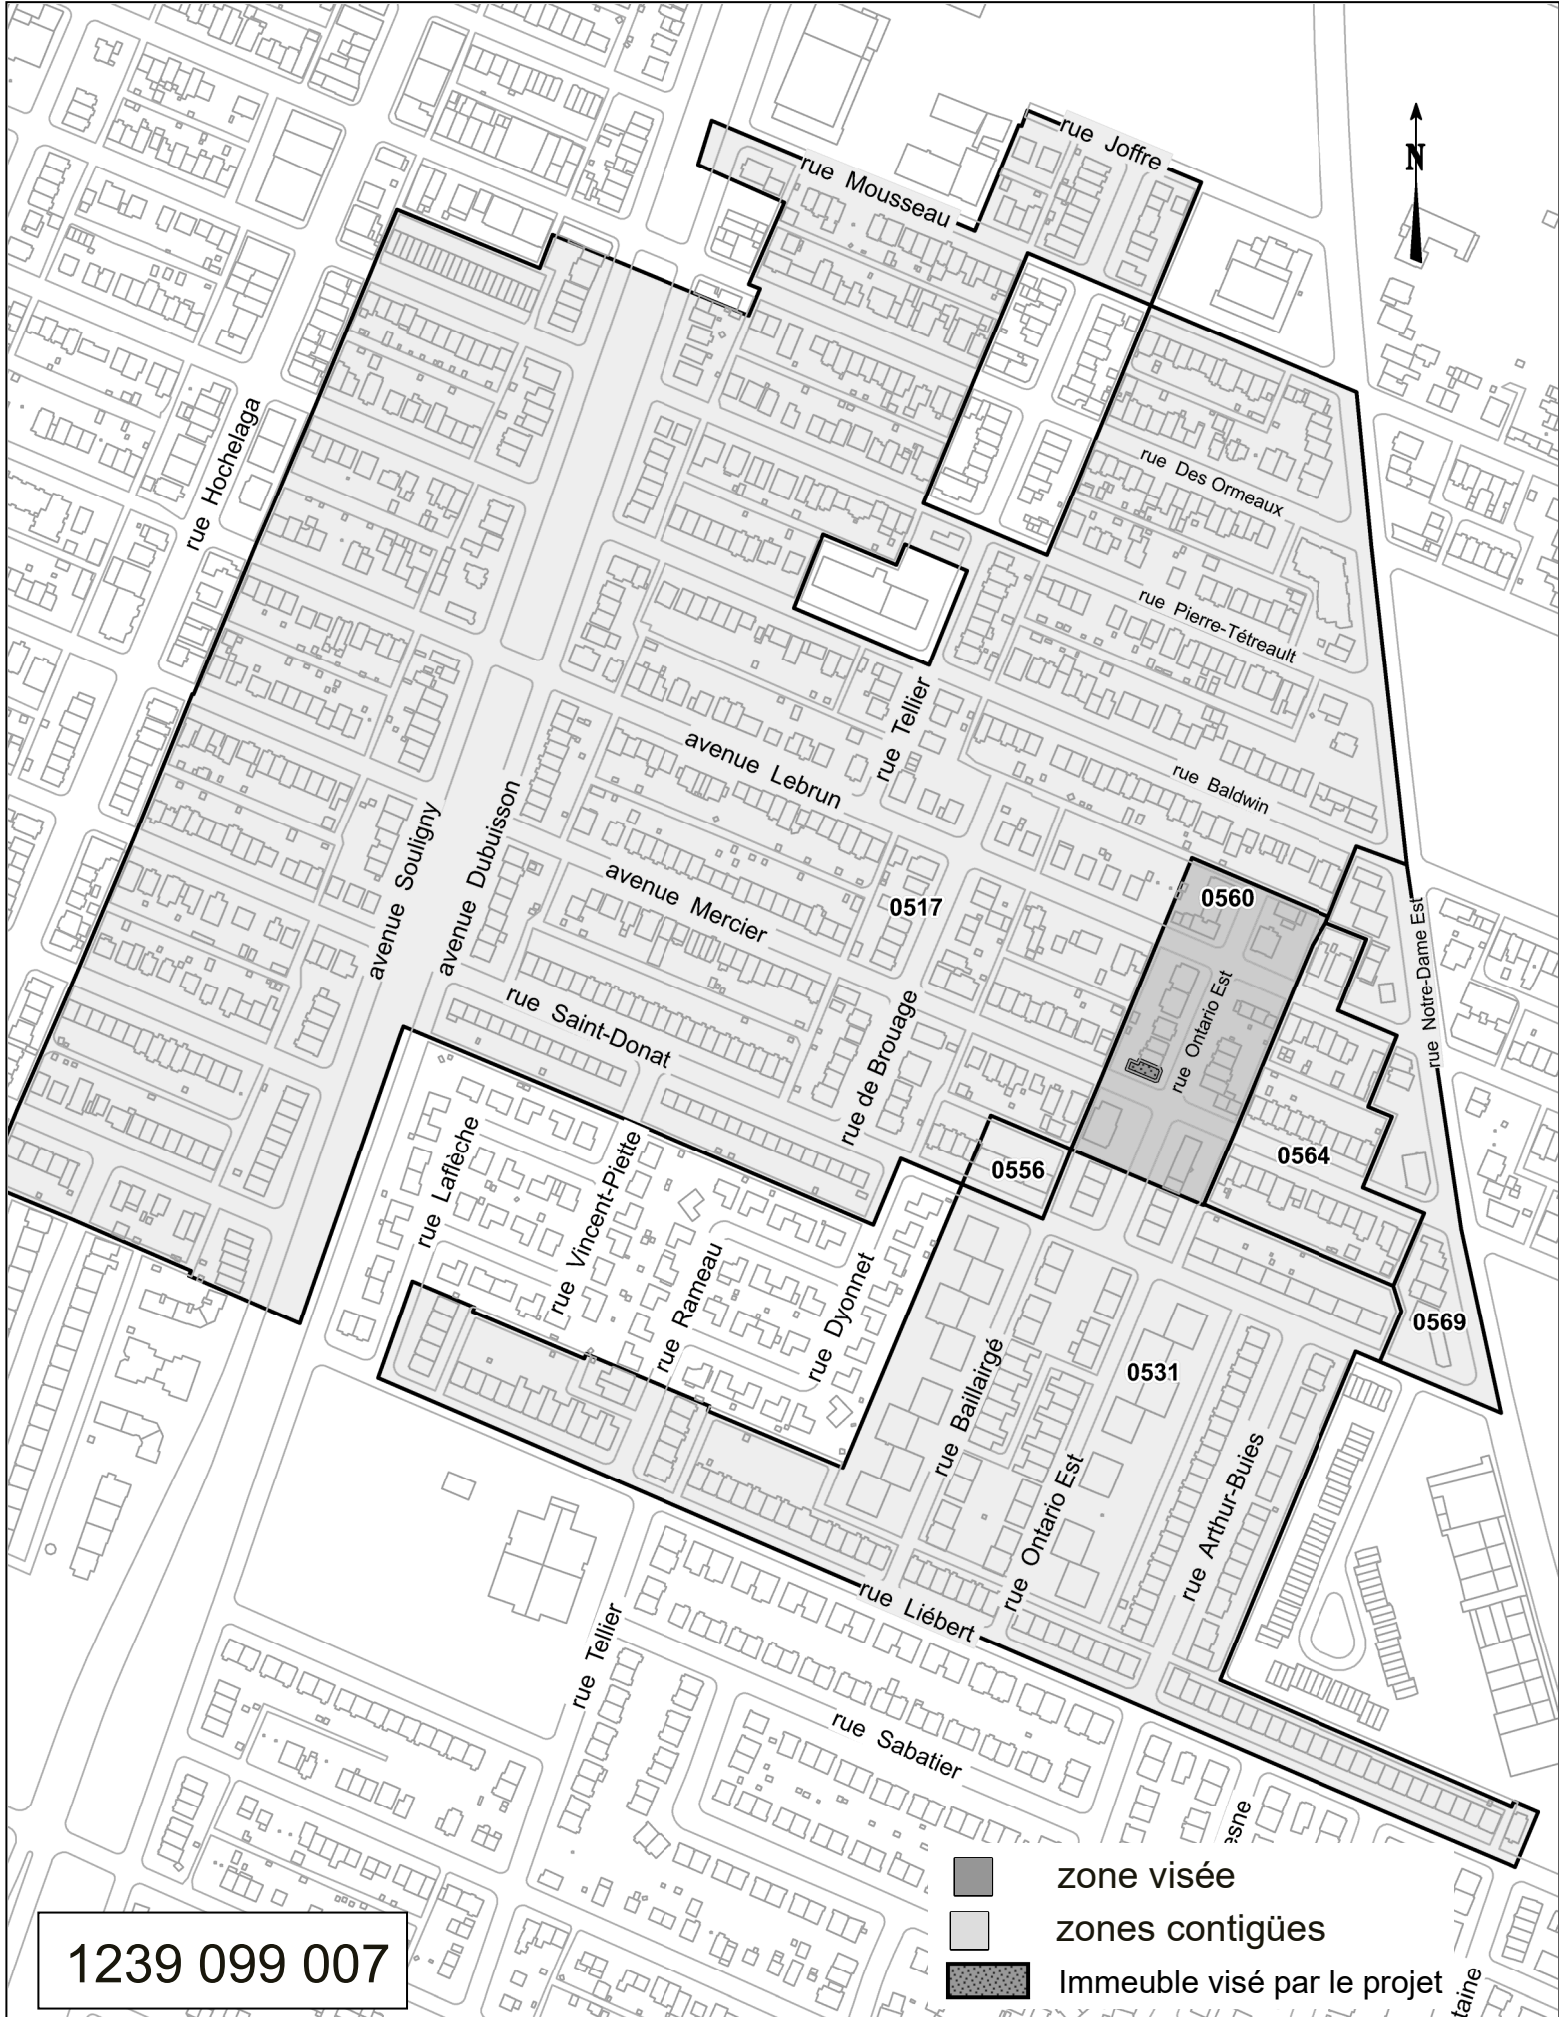 rue Joffre
N
rue Mousseau
rue Hochelaga
rue Des Ormeaux
rue Pierre-Tétreault
rue Tellier
avenue Lebrun
rue Baldwin
avenue Souligny
avenue Dubuisson
avenue Mercier
0517
0560
rue Notre-Dame Est
rue Saint-Donat
rue de Brouage
rue Ontario Est
0556
0564
rue Laflèche
rue Vincent-Piette
rue Rameau
rue Dyonnet
0569
0531
rue Baillairgé
rue Ontario Est
rue Arthur-Buies
rue Liébert
rue Tellier
rue Sabatier
esne
zone visée
zones contigües
Immeuble visé par le projet
taine
1239 099 007